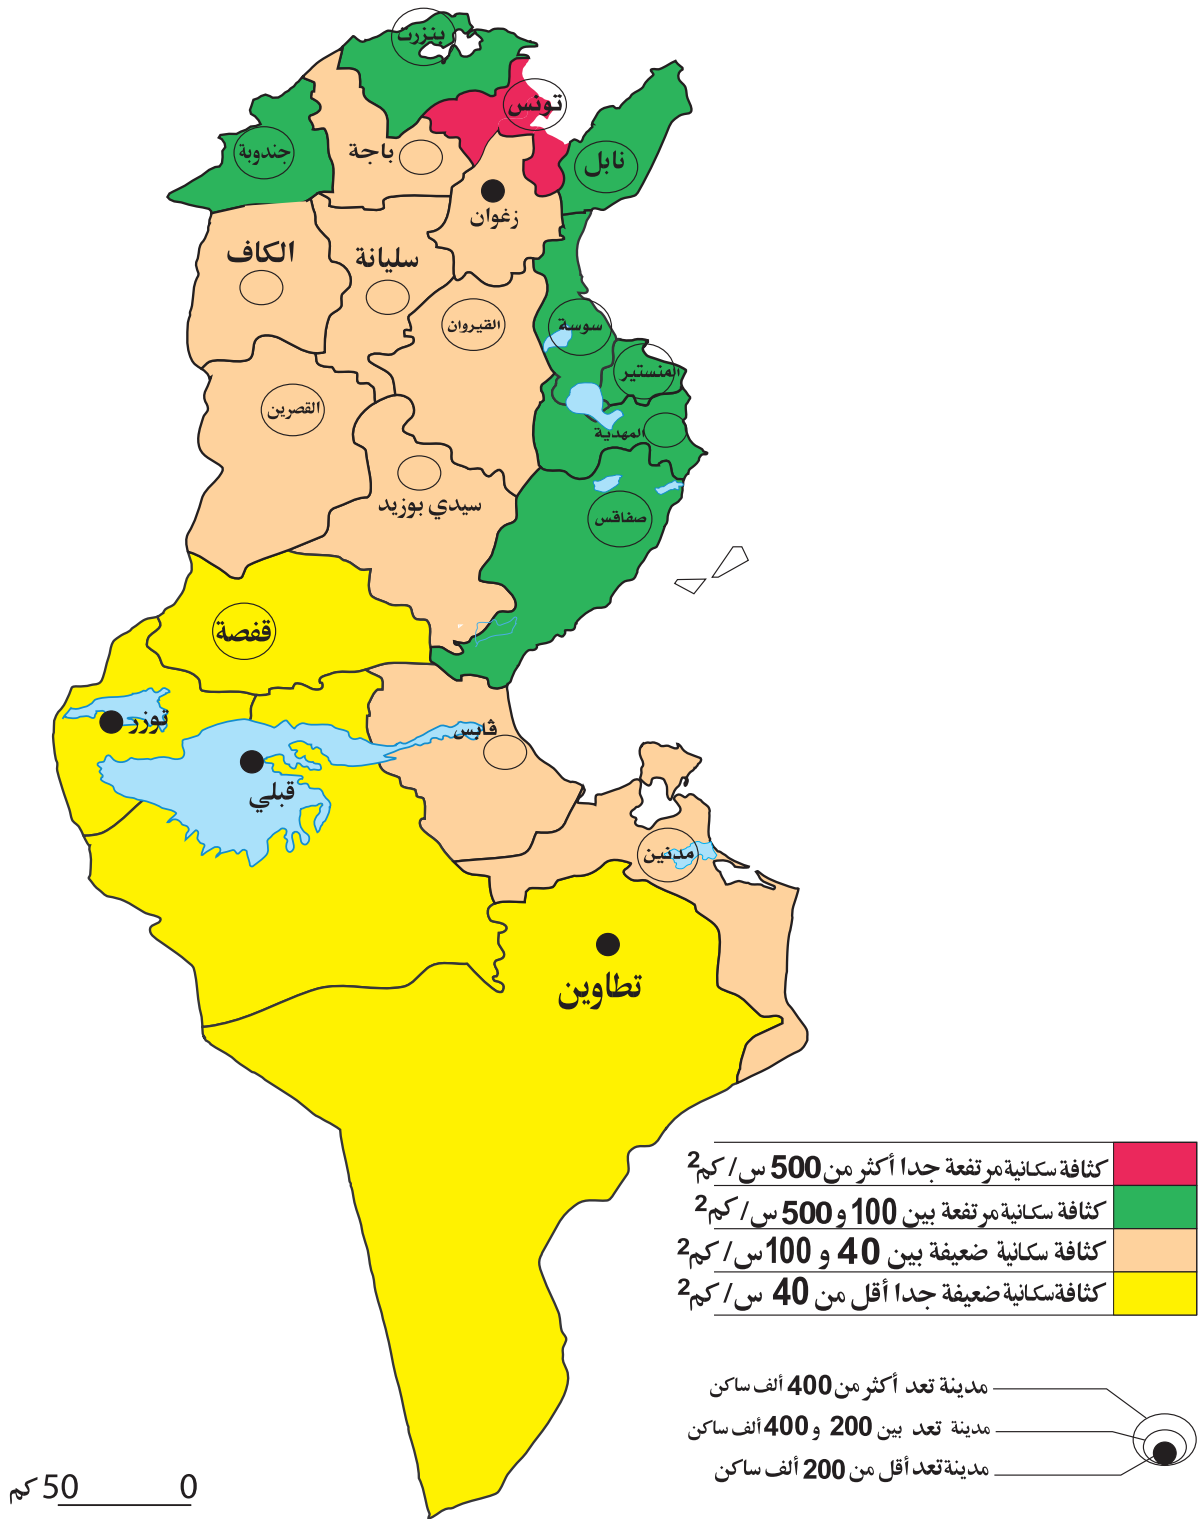 بنزرت
تونس
نابل
باجة
جندوبة
زغوان
سليانة
الكاف
القيروان
سوسة
المنستير
القصرين
المهدية
سيدي بوزيد
صفاقس
قفصة
توزر
ڨابس
قبلي
مدنين
تطاوين
كثافة سكانية مرتفعة جدا أكثر من 500 س/ كم²
كثافة سكانية مرتفعة بين 100 و 500 س/ كم²
كثافة سكانية ضعيفة بين 40 و 100 س/ كم²
كثافة سكانية ضعيفة جدا أقل من 40 س/ كم²
مدينة تعد أكثر من 400 ألف ساكن
مدينة تعد بين 200 و 400 ألف ساكن
مدينة تعد أقل من 200 ألف ساكن
0 50 كم